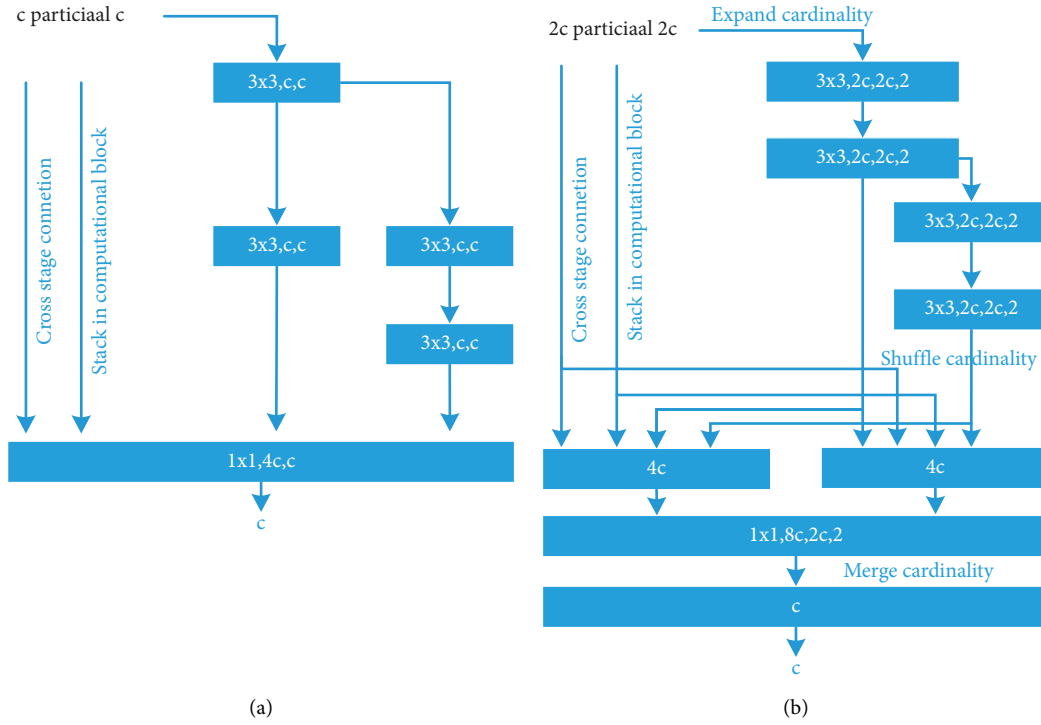 c particiaal c
3x3,c,c
Cross stage connetion
Stack in computational block
3x3,c,c
3x3,c,c
3x3,c,c
1x1,4c,c
c
(a)
2c particiaal 2c
Expand cardinality
3x3,2c,2c,2
3x3,2c,2c,2
Cross stage connetion
Stack in computational block
3x3,2c,2c,2
3x3,2c,2c,2
Shuffle cardinality
4c
4c
1x1,8c,2c,2
Merge cardinality
c
c
(b)